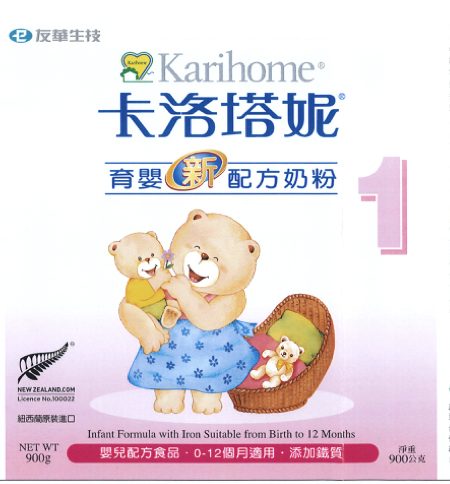 友華生技
Karihome
Karihome®
卡洛塔妮®
育嬰新配方奶粉
1
NEW ZEALAND.COM
Licence No.100022
紐西蘭原裝進口
Infant Formula with Iron Suitable from Birth to 12 Months
NET WT
900g
嬰兒配方食品．0-12個月適用．添加鐵質
淨重
900公克